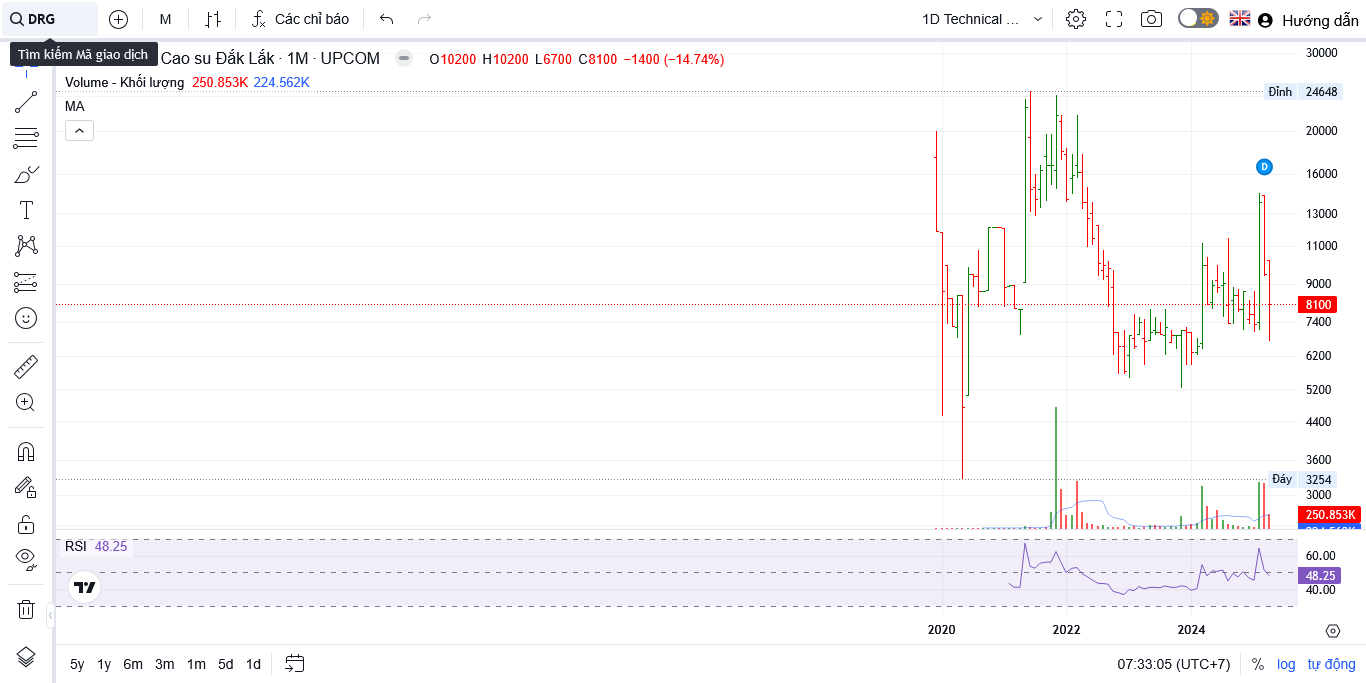 DRG
M
Các chỉ báo
1D Technical ...
Hướng dẫn
Tìm kiếm Mã giao dịch
Cao su Đắk Lắk · 1M · UPCOM
O10200 H10200 L6700 C8100 −1400 (−14.74%)
Volume - Khối lượng 250.853K 224.562K
MA
30000
Đỉnh 24648
20000
16000
D
13000
11000
9000
8100
7400
6200
5200
4400
3600
Đáy 3254
3000
250.853K
RSI 48.25
60.00
48.25
40.00
2020 2022 2024
5y 1y 6m 3m 1m 5d 1d
07:33:05 (UTC+7) % log tự động